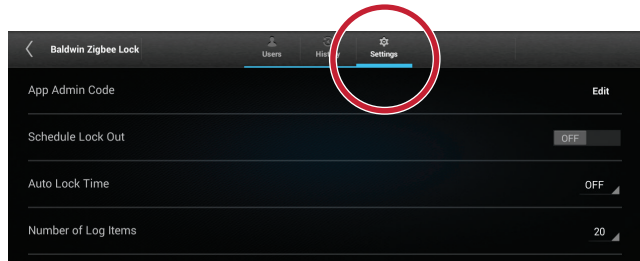 Baldwin Zigbee Lock
Users History Settings
App Admin Code Edit
Schedule Lock Out OFF
Auto Lock Time OFF
Number of Log Items 20